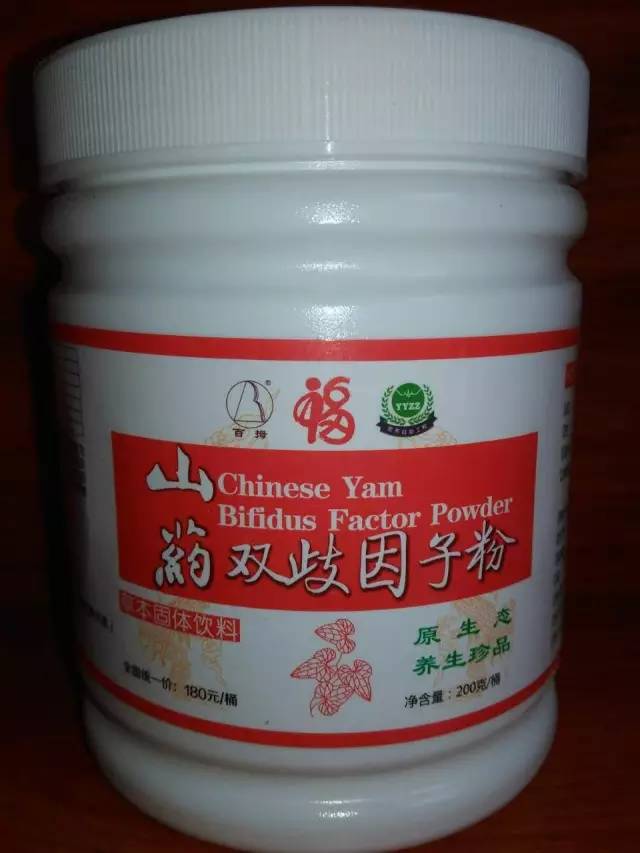 百拇
®
福
YYZZ
山药双歧因子粉
Chinese Yam
Bifidus Factor Powder
草本固体饮料
原生态
养生珍品
全国统一价：180元/桶
净含量：200克/桶